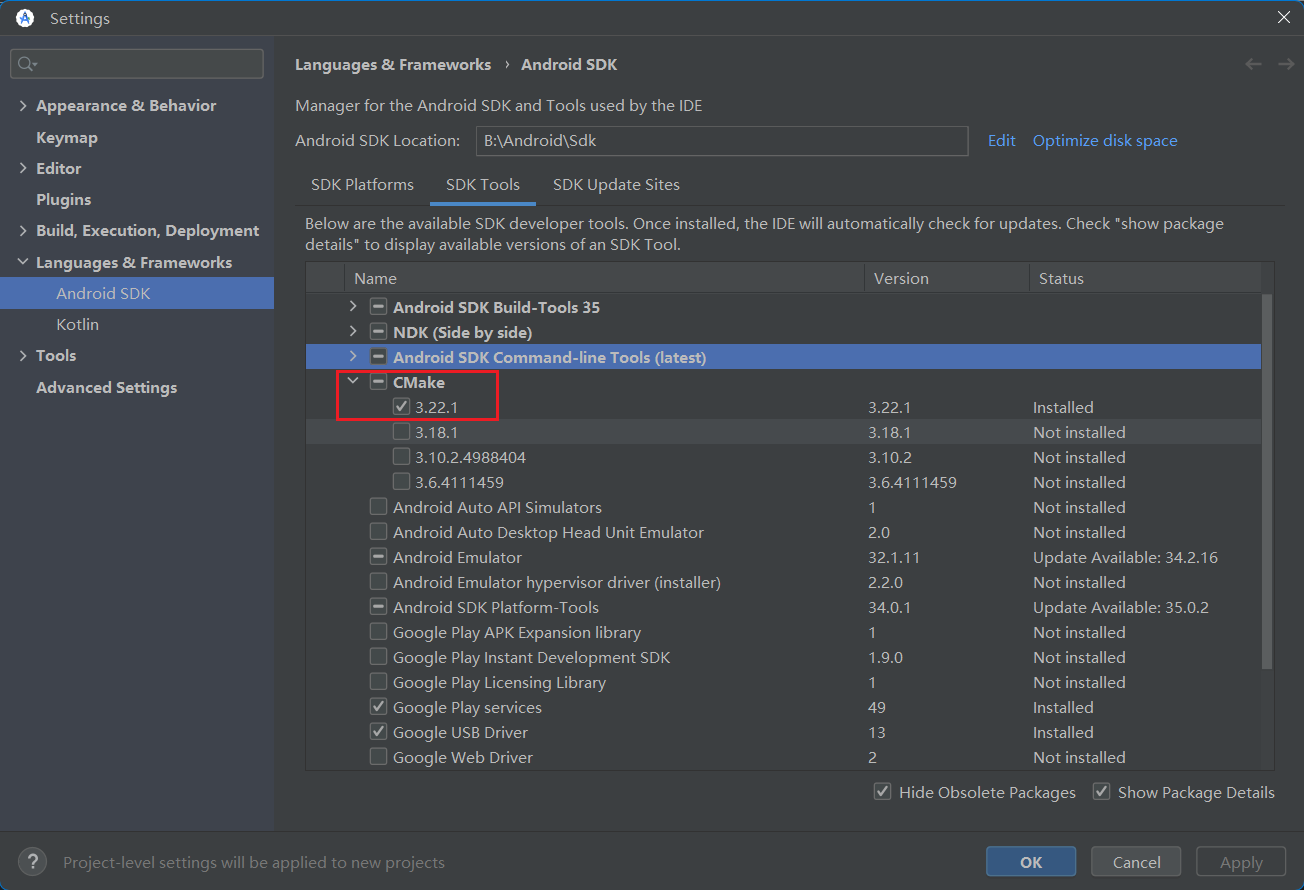 Settings
Appearance & Behavior
Keymap
Editor
Plugins
Build, Execution, Deployment
Languages & Frameworks
Android SDK
Kotlin
Tools
Advanced Settings
Languages & Frameworks › Android SDK
Manager for the Android SDK and Tools used by the IDE
Android SDK Location: B:\Android\Sdk Edit Optimize disk space
SDK Platforms SDK Tools SDK Update Sites
Below are the available SDK developer tools. Once installed, the IDE will automatically check for updates. Check "show package
details" to display available versions of an SDK Tool.
Name Version Status
Android SDK Build-Tools 35
NDK (Side by side)
Android SDK Command-line Tools (latest)
CMake
3.22.1 3.22.1 Installed
3.18.1 3.18.1 Not installed
3.10.2.4988404 3.10.2 Not installed
3.6.4111459 3.6.4111459 Not installed
Android Auto API Simulators 1 Not installed
Android Auto Desktop Head Unit Emulator 2.0 Not installed
Android Emulator 32.1.11 Update Available: 34.2.16
Android Emulator hypervisor driver (installer) 2.2.0 Not installed
Android SDK Platform-Tools 34.0.1 Update Available: 35.0.2
Google Play APK Expansion library 1 Not installed
Google Play Instant Development SDK 1.9.0 Not installed
Google Play Licensing Library 1 Not installed
Google Play services 49 Installed
Google USB Driver 13 Installed
Google Web Driver 2 Not installed
Hide Obsolete Packages Show Package Details
? Project-level settings will be applied to new projects
OK Cancel Apply